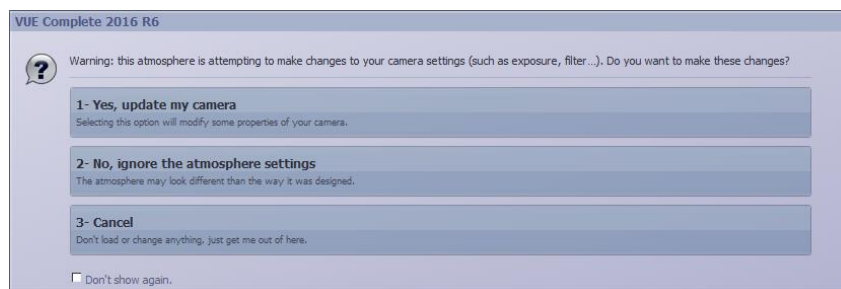 VUE Complete 2016 R6
Warning: this atmosphere is attempting to make changes to your camera settings (such as exposure, filter...). Do you want to make these changes?
1- Yes, update my camera
Selecting this option will modify some properties of your camera.
2- No, ignore the atmosphere settings
The atmosphere may look different than the way it was designed.
3- Cancel
Don't load or change anything, just get me out of here.
Don't show again.